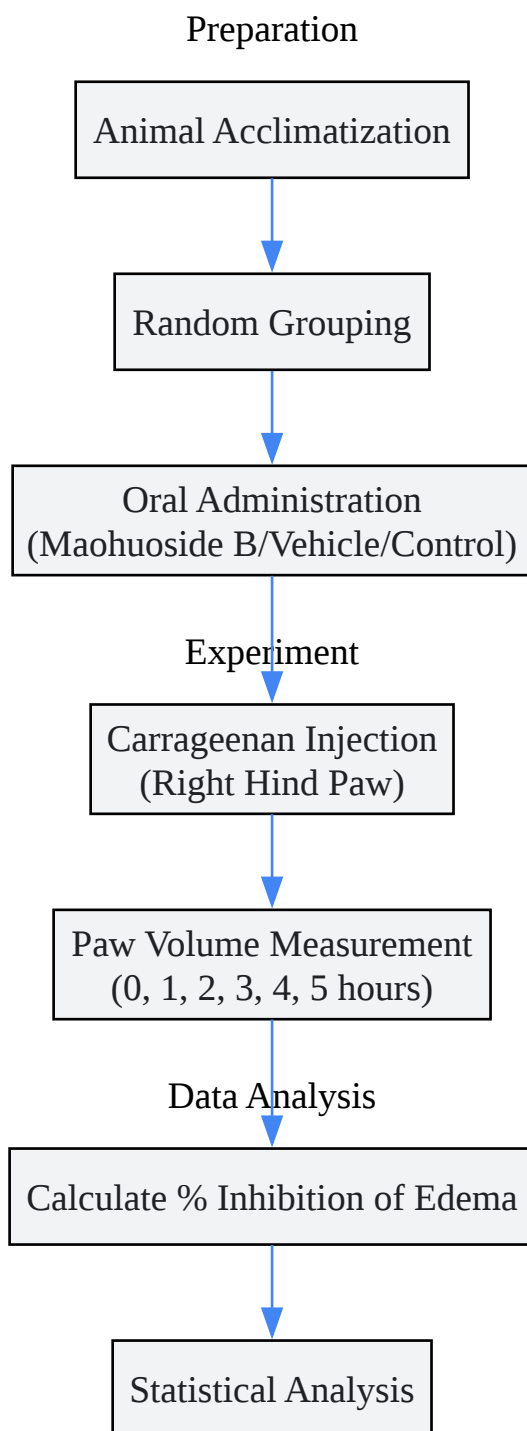 Preparation
Animal Acclimatization
Random Grouping
Oral Administration
(Maohuoside B/Vehicle/Control)
Experiment
Carrageenan Injection
(Right Hind Paw)
Paw Volume Measurement
(0, 1, 2, 3, 4, 5 hours)
Data Analysis
Calculate % Inhibition of Edema
Statistical Analysis